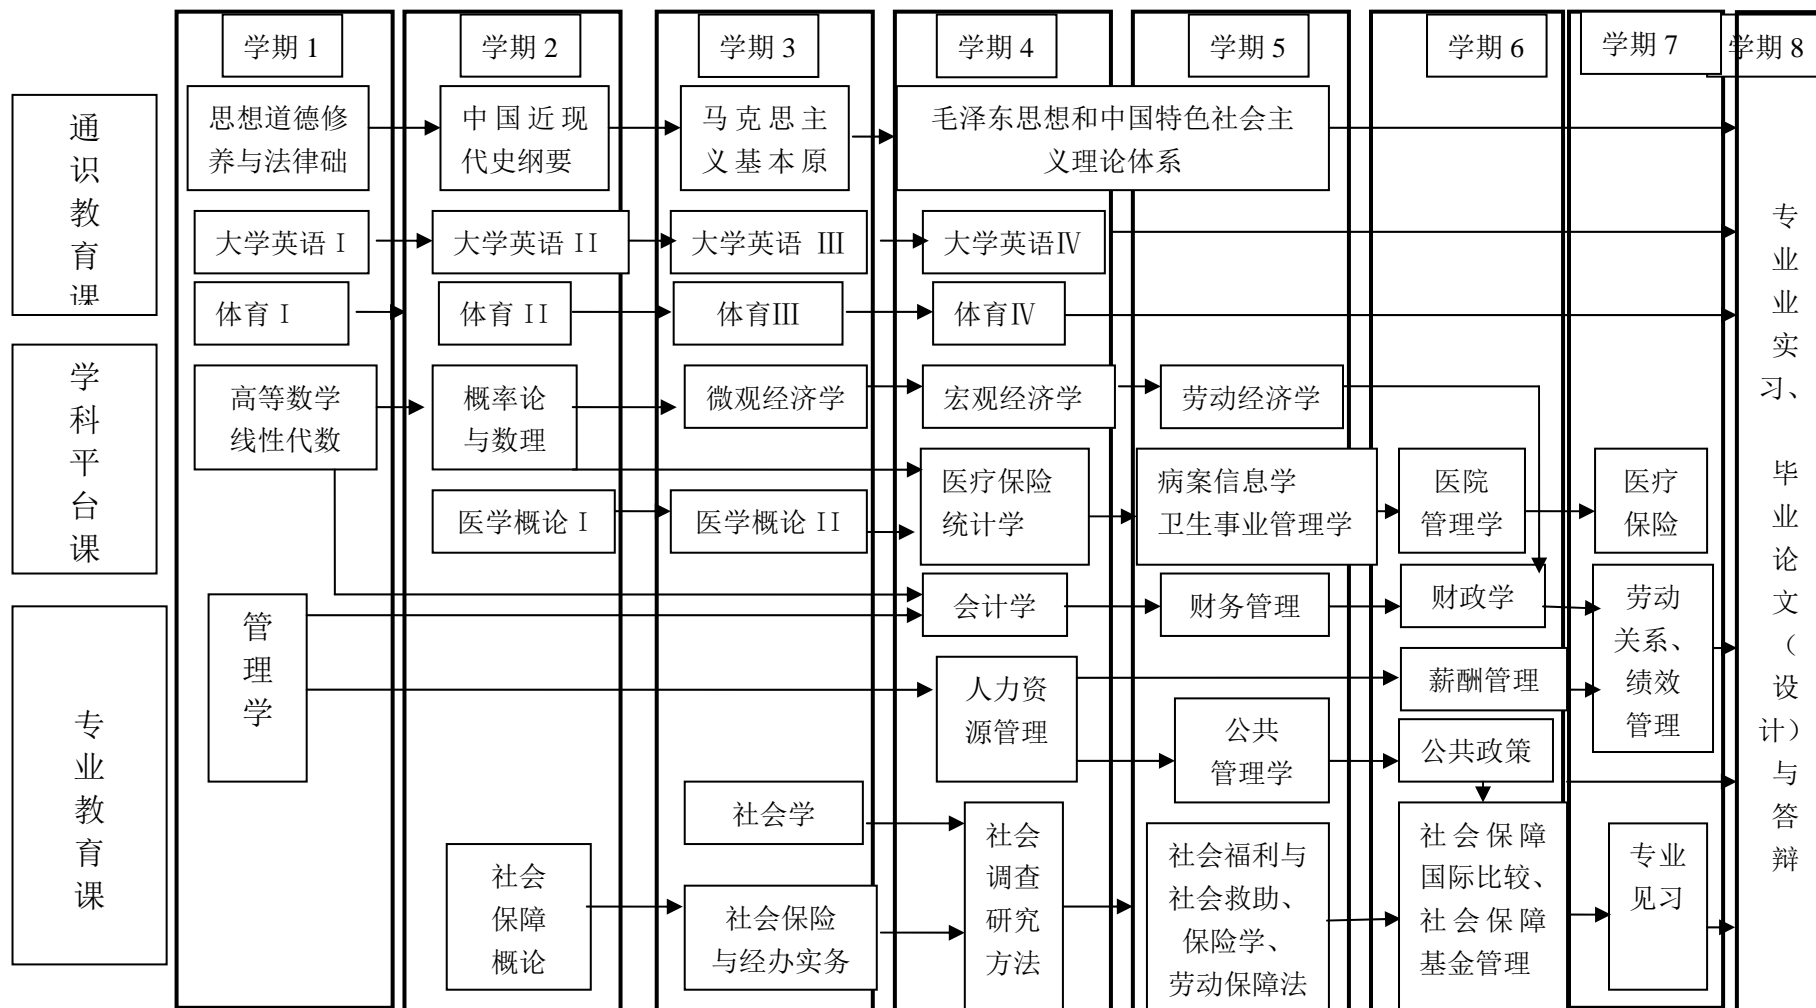 学期 1
学期 2
学期 3
学期 4
学期 5
学期 6
学期 7
学期 8
通
识
教
育
课
思想道德修
养与法律础
中国近现
代史纲要
马克思主
义基本原
毛泽东思想和中国特色社会主
义理论体系
大学英语 I
大学英语 II
大学英语 III
大学英语Ⅳ
体育 I
体育 II
体育Ⅲ
体育Ⅳ
学
科
平
台
课
高等数学
线性代数
概率论
与数理
微观经济学
宏观经济学
劳动经济学
医学概论 I
医学概论 II
医疗保险
统计学
病案信息学
卫生事业管理学
医院
管理学
医疗
保险
会计学
财务管理
财政学
劳动
关系、
绩效
管理
专
业
教
育
课
管
理
学
人力资
源管理
薪酬管理
公共
管理学
公共政策
社会学
社会
保障
概论
社会保险
与经办实务
社会
调查
研究
方法
社会福利与
社会救助、
保险学、
劳动保障法
社会保障
国际比较、
社会保障
基金管理
专业
见习
专
业
业
实
习、
毕
业
论
文
（
设
计）
与
答
辩